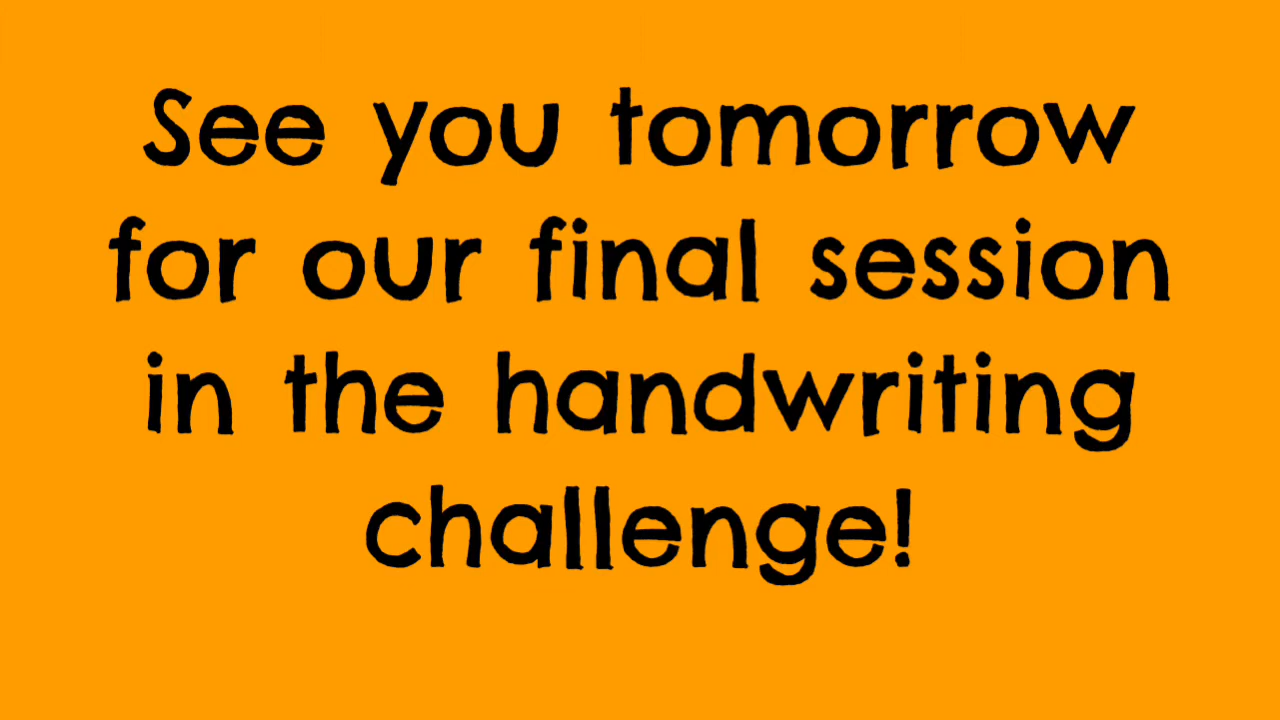 See you tomorrow
for our final session
in the handwriting
challenge!